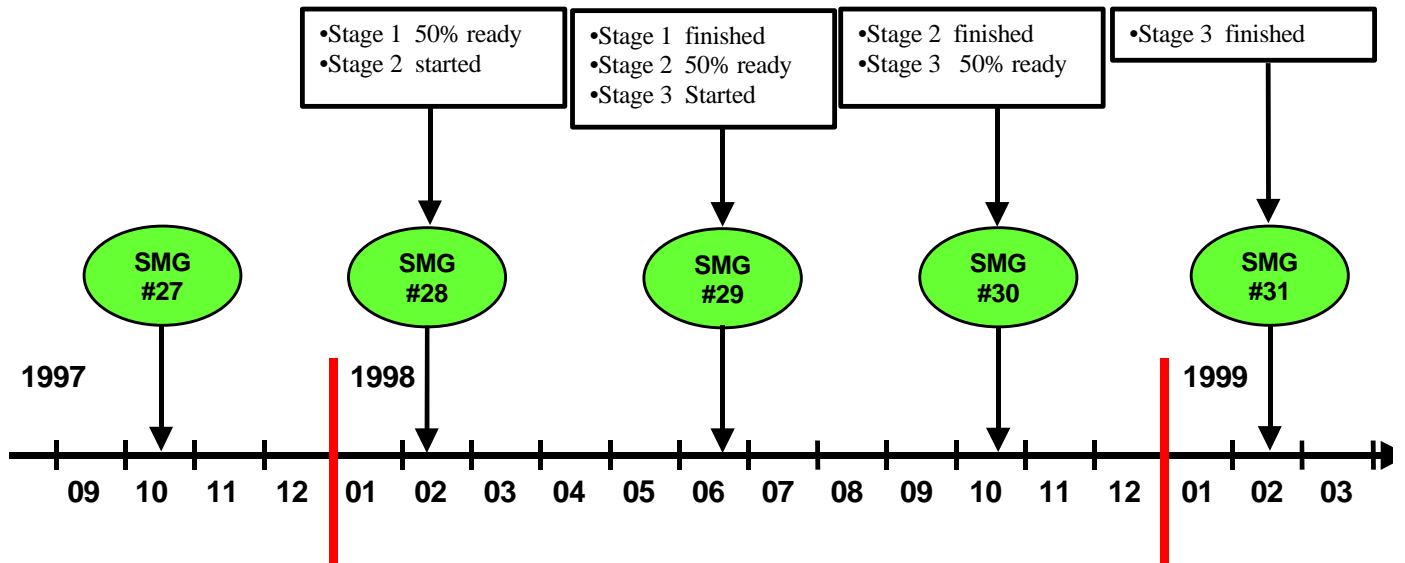 •Stage 1 50% ready
•Stage 2 started
•Stage 1 finished
•Stage 2 50% ready
•Stage 3 Started
•Stage 2 finished
•Stage 3 50% ready
•Stage 3 finished
SMG
#27
SMG
#28
SMG
#29
SMG
#30
SMG
#31
1997
1998
1999
09 10 11 12 01 02 03 04 05 06 07 08 09 10 11 12 01 02 03